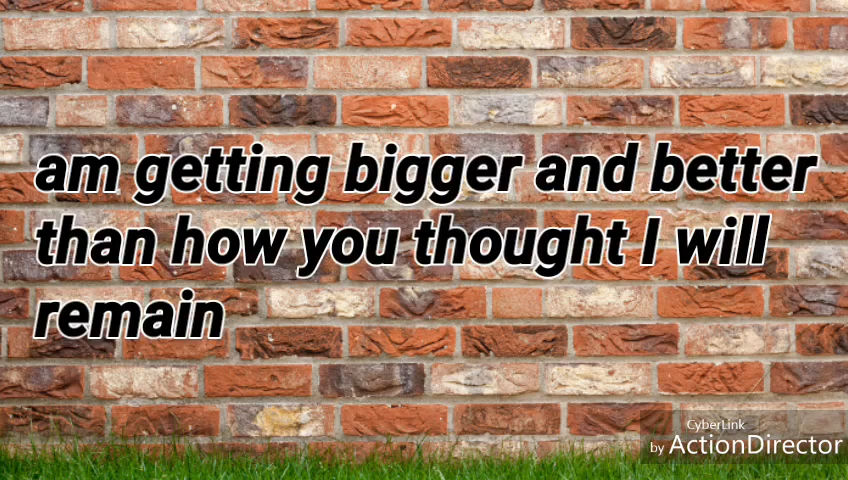 am getting bigger and better
than how you thought I will
remain
CyberLink
by ActionDirector